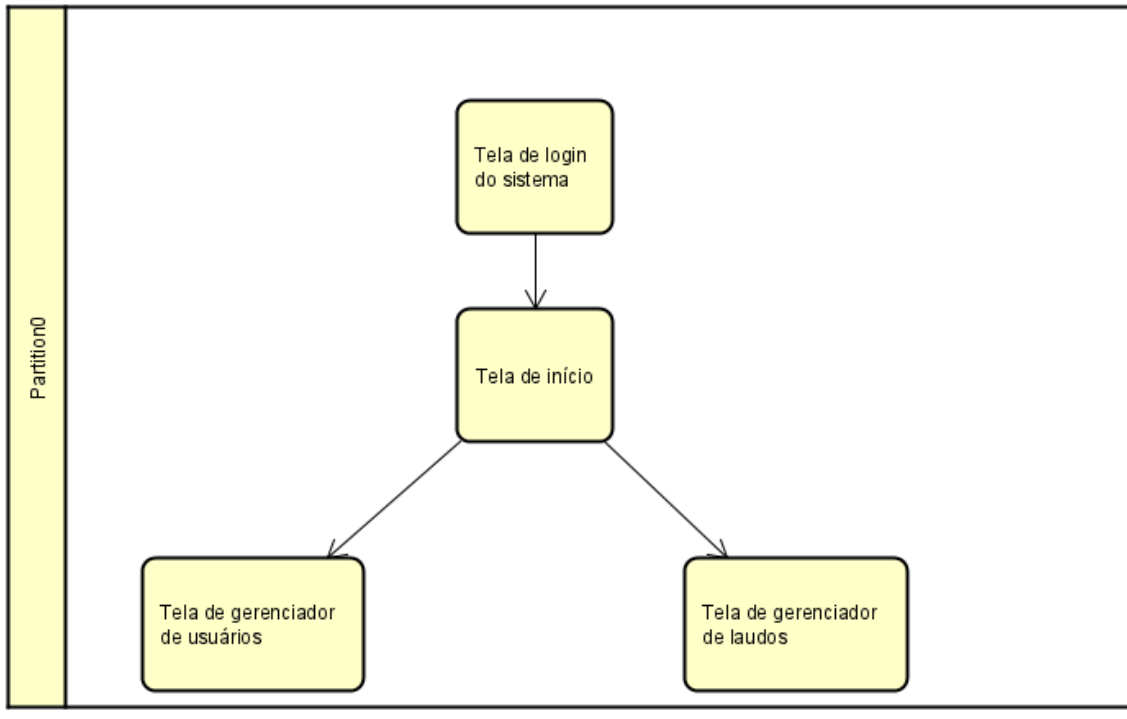 Partition0
Tela de login
do sistema
Tela de início
Tela de gerenciador
de usuários
Tela de gerenciador
de laudos